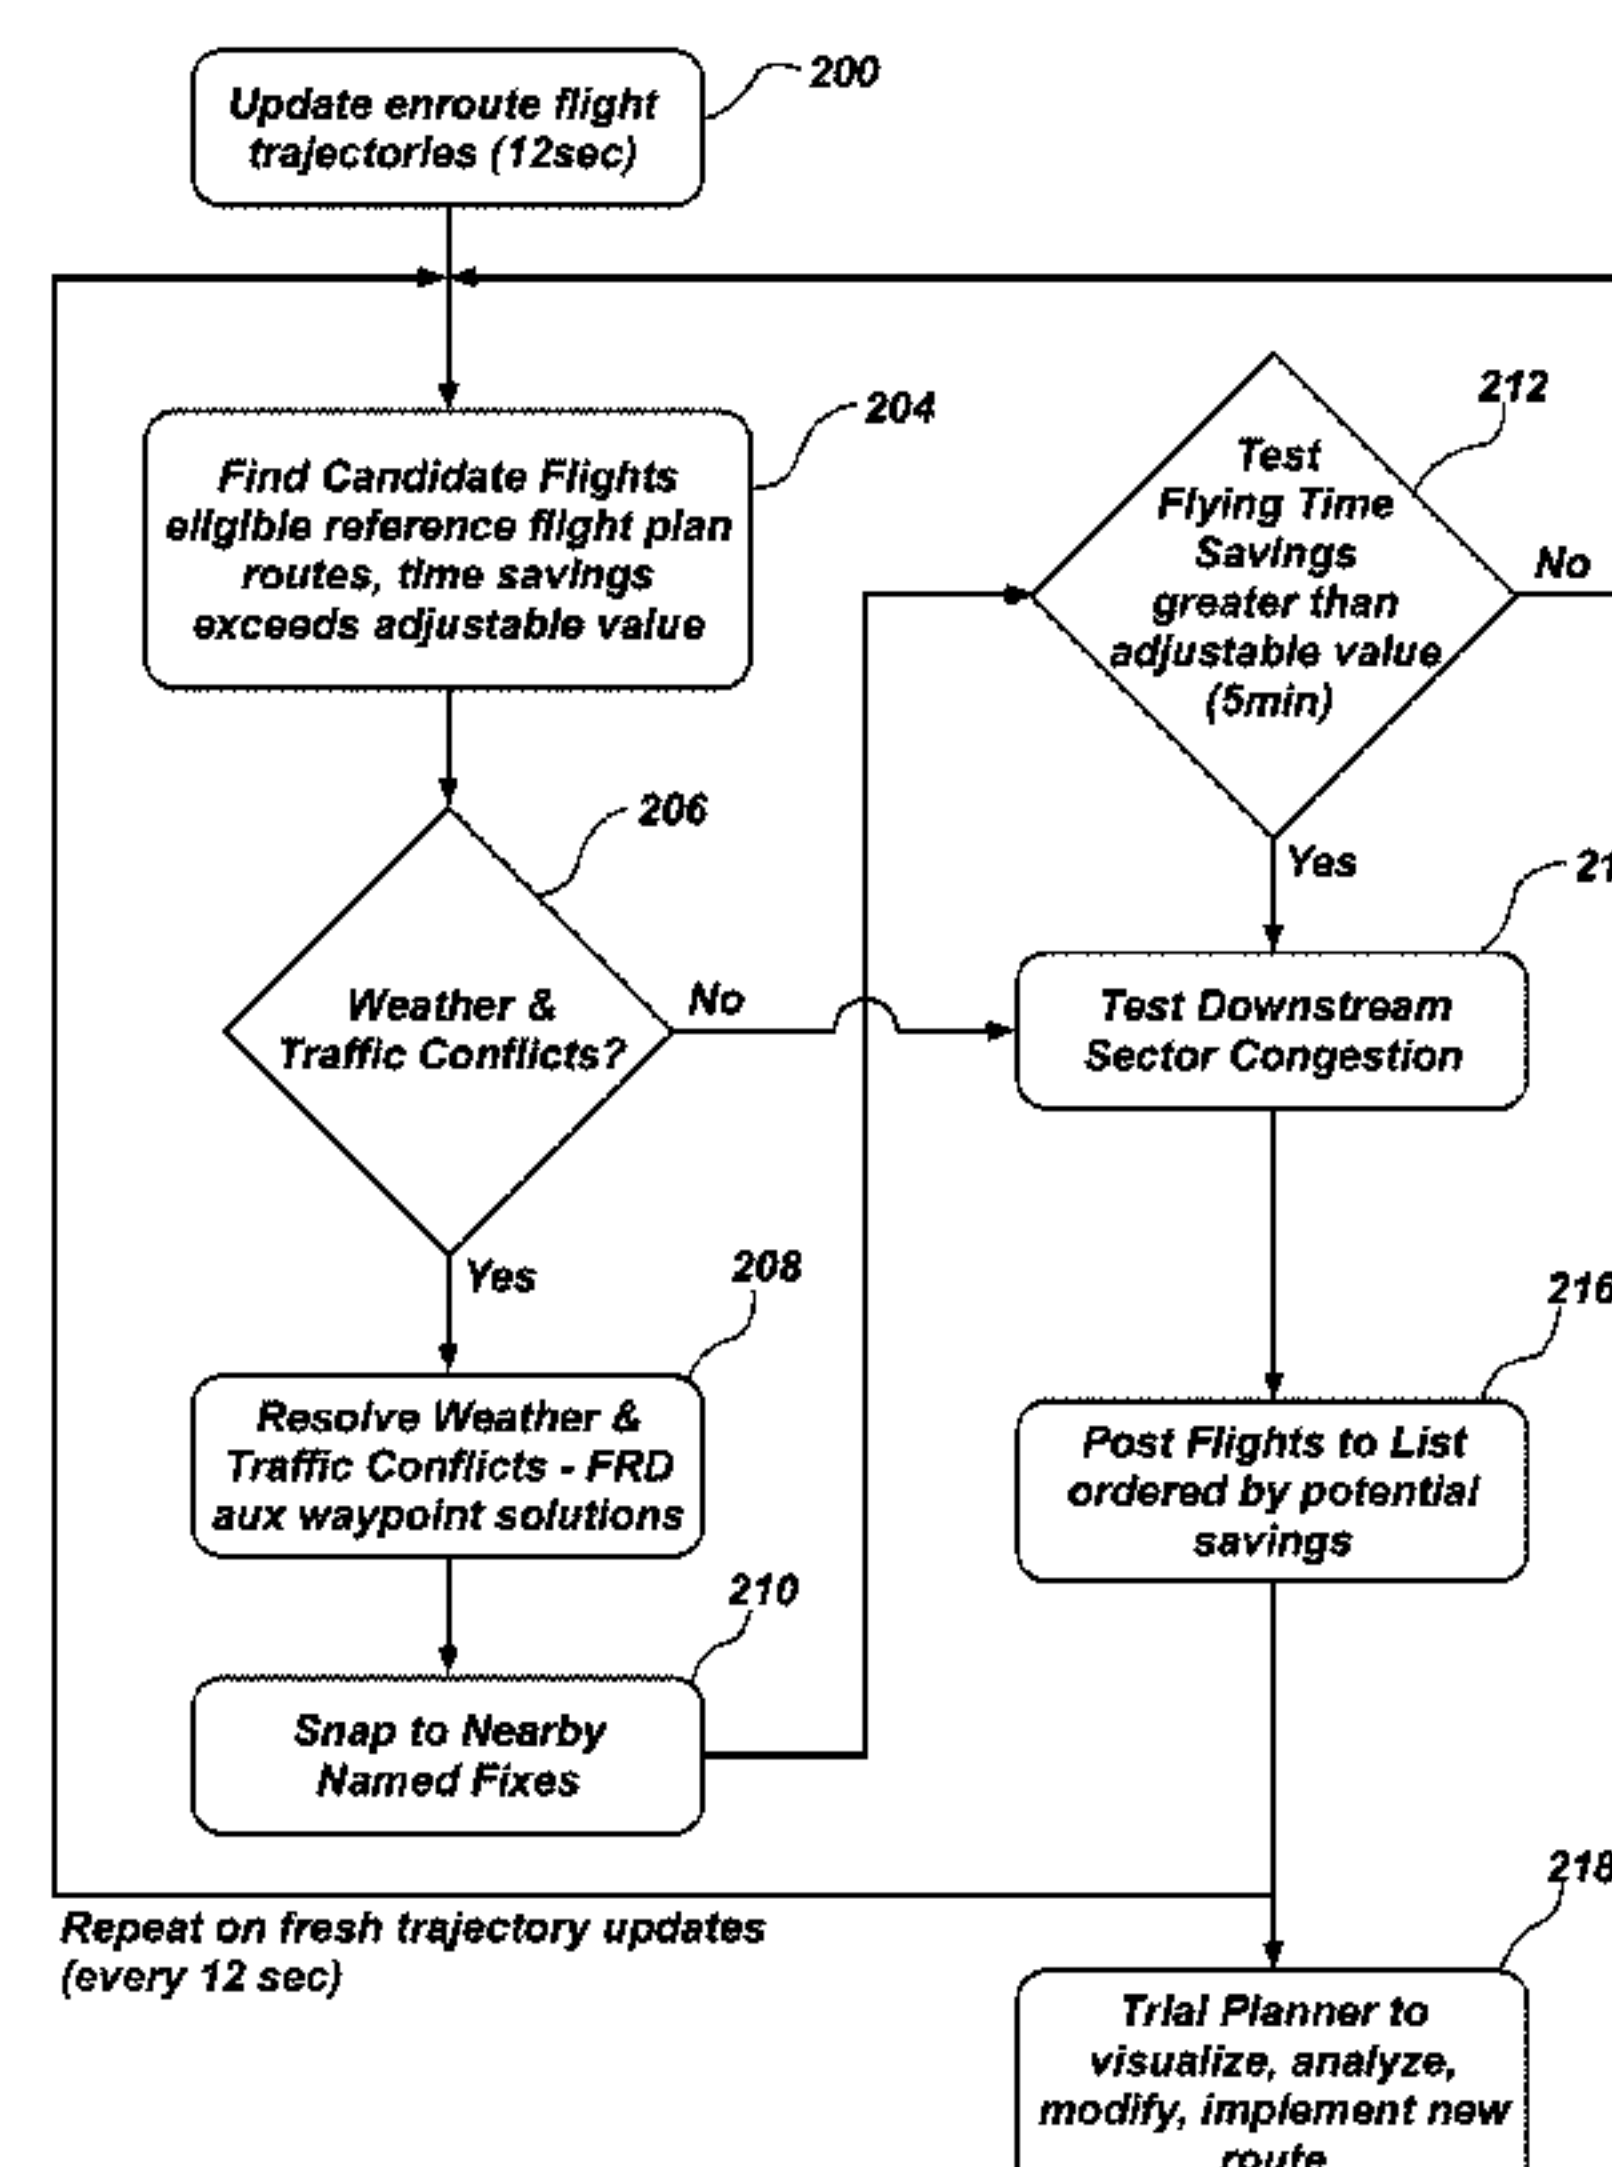 200
Update enroute flight
trajectories (12sec)
204
Find Candidate Flights
eligible reference flight plan
routes, time savings
exceeds adjustable value
206
Weather &
Traffic Conflicts?
No
Yes
208
Resolve Weather &
Traffic Conflicts - FRD
aux waypoint solutions
210
Snap to Nearby
Named Fixes
Repeat on fresh trajectory updates
(every 12 sec)
212
Test
Flying Time
Savings
greater than
adjustable value
(5min)
No
Yes
Test Downstream
Sector Congestion
216
Post Flights to List
ordered by potential
savings
218
Trial Planner to
visualize, analyze,
modify, implement new
route